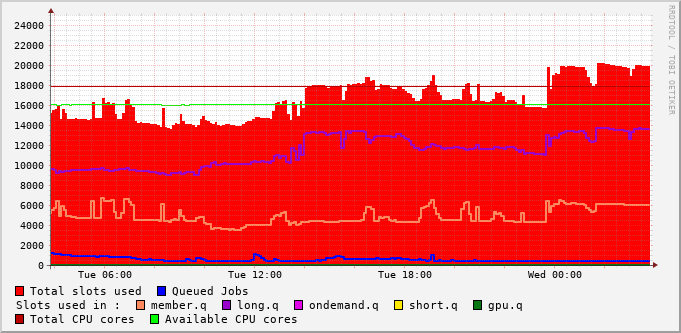 RRDTOOL / TOBI OETIKER
24000
22000
20000
18000
16000
14000
12000
10000
8000
6000
4000
2000
0
Tue 06:00 Tue 12:00 Tue 18:00 Wed 00:00
Total slots used Queued Jobs
Slots used in : member.q long.q ondemand.q short.q gpu.q
Total CPU cores Available CPU cores